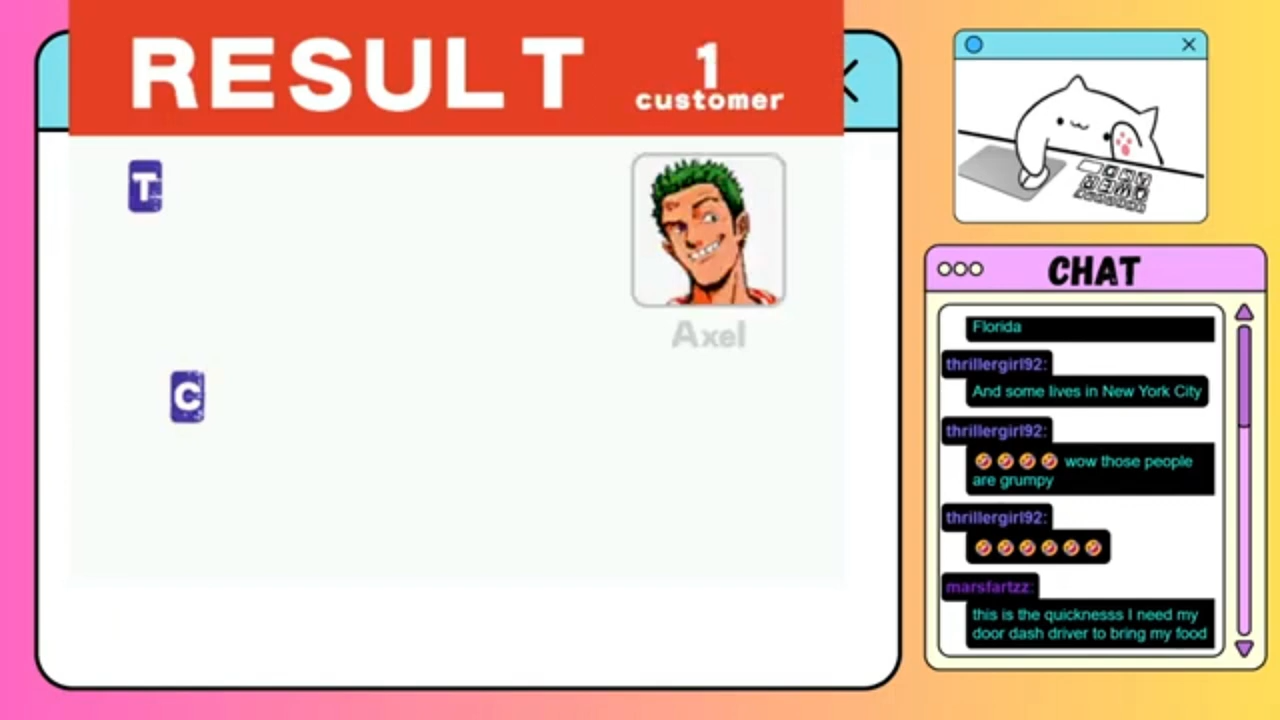 RESULT
1
customer
T
Axel
C
CHAT
Florida
thrillergirl92:
And some lives in New York City
thrillergirl92:
🤣🤣🤣🤣 wow those people
are grumpy
thrillergirl92:
🤣🤣🤣🤣🤣🤣
marsfartzz:
this is the quicknesss I need my
door dash driver to bring my food